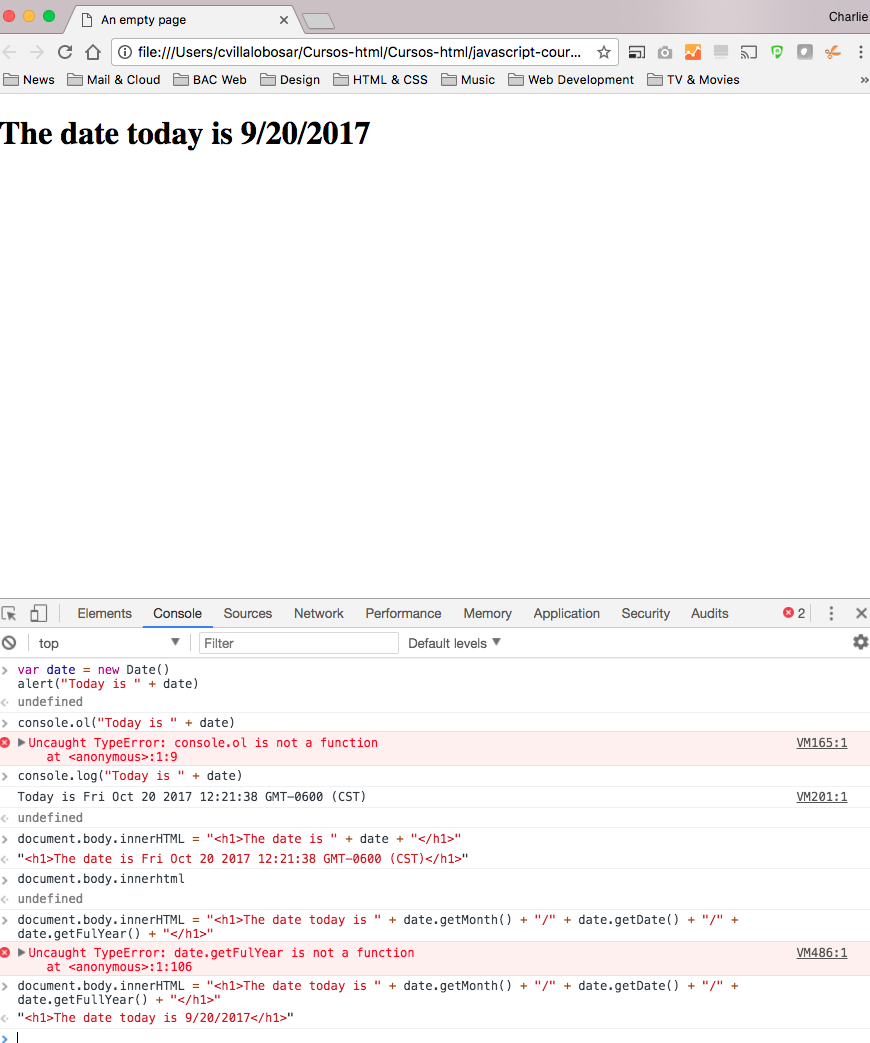 An empty page
Charlie
file:///Users/cvillalobosar/Cursos-html/Cursos-html/javascript-cour...
News Mail & Cloud BAC Web Design HTML & CSS Music Web Development TV & Movies »
The date today is 9/20/2017
Elements Console Sources Network Performance Memory Application Security Audits 2
top Filter Default levels
var date = new Date()
alert("Today is " + date)
undefined
console.ol("Today is " + date)
Uncaught TypeError: console.ol is not a function VM165:1
at <anonymous>:1:9
console.log("Today is " + date)
Today is Fri Oct 20 2017 12:21:38 GMT-0600 (CST) VM201:1
undefined
document.body.innerHTML = "<h1>The date is " + date + "</h1>"
"<h1>The date is Fri Oct 20 2017 12:21:38 GMT-0600 (CST)</h1>"
document.body.innerhtml
undefined
document.body.innerHTML = "<h1>The date today is " + date.getMonth() + "/" + date.getDate() + "/" +
date.getFulYear() + "</h1>"
Uncaught TypeError: date.getFulYear is not a function VM486:1
at <anonymous>:1:106
document.body.innerHTML = "<h1>The date today is " + date.getMonth() + "/" + date.getDate() + "/" +
date.getFullYear() + "</h1>"
"<h1>The date today is 9/20/2017</h1>"